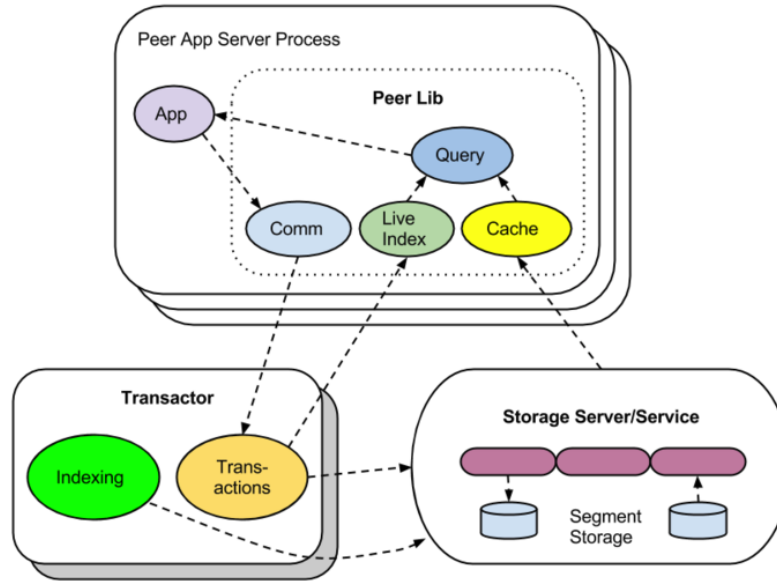 Peer App Server Process
Peer Lib
App
Query
Comm
Live
Index
Cache
Transactor
Indexing
Trans-
actions
Storage Server/Service
Segment
Storage